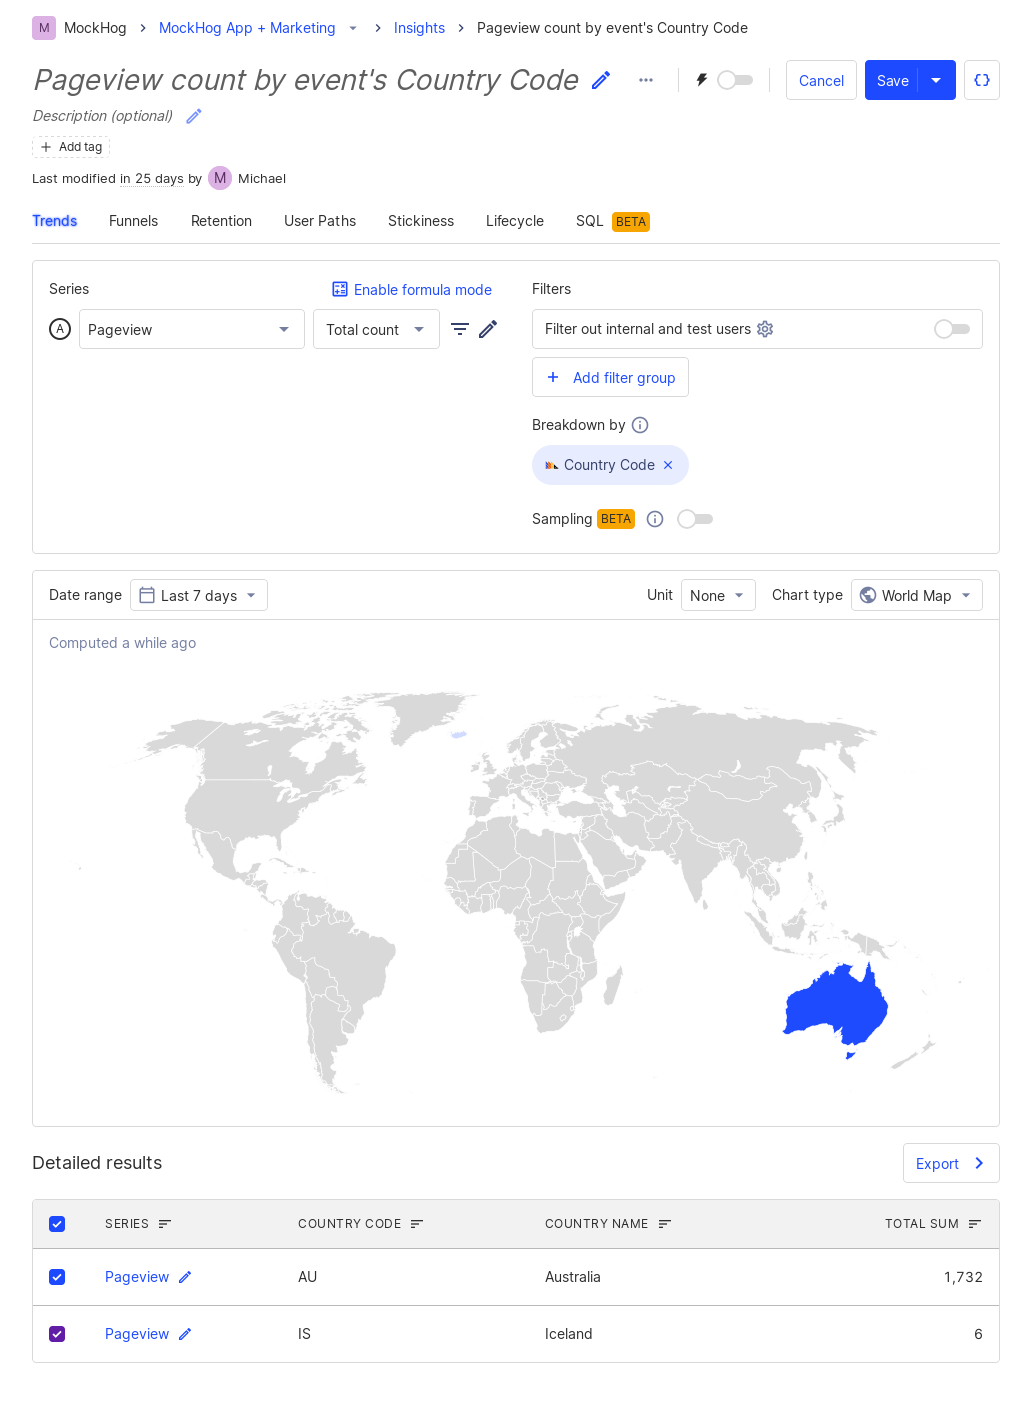 M MockHog MockHog App + Marketing Insights Pageview count by event's Country Code
Pageview count by event's Country Code
Cancel Save
Description (optional)
Add tag
Last modified in 25 days by M Michael
Trends Funnels Retention User Paths Stickiness Lifecycle SQL BETA
Series Enable formula mode
A Pageview Total count
Filters
Filter out internal and test users
Add filter group
Breakdown by
Country Code
Sampling BETA
Date range Last 7 days Unit None Chart type World Map
Computed a while ago
Detailed results Export
SERIES COUNTRY CODE COUNTRY NAME TOTAL SUM
Pageview AU Australia 1,732
Pageview IS Iceland 6